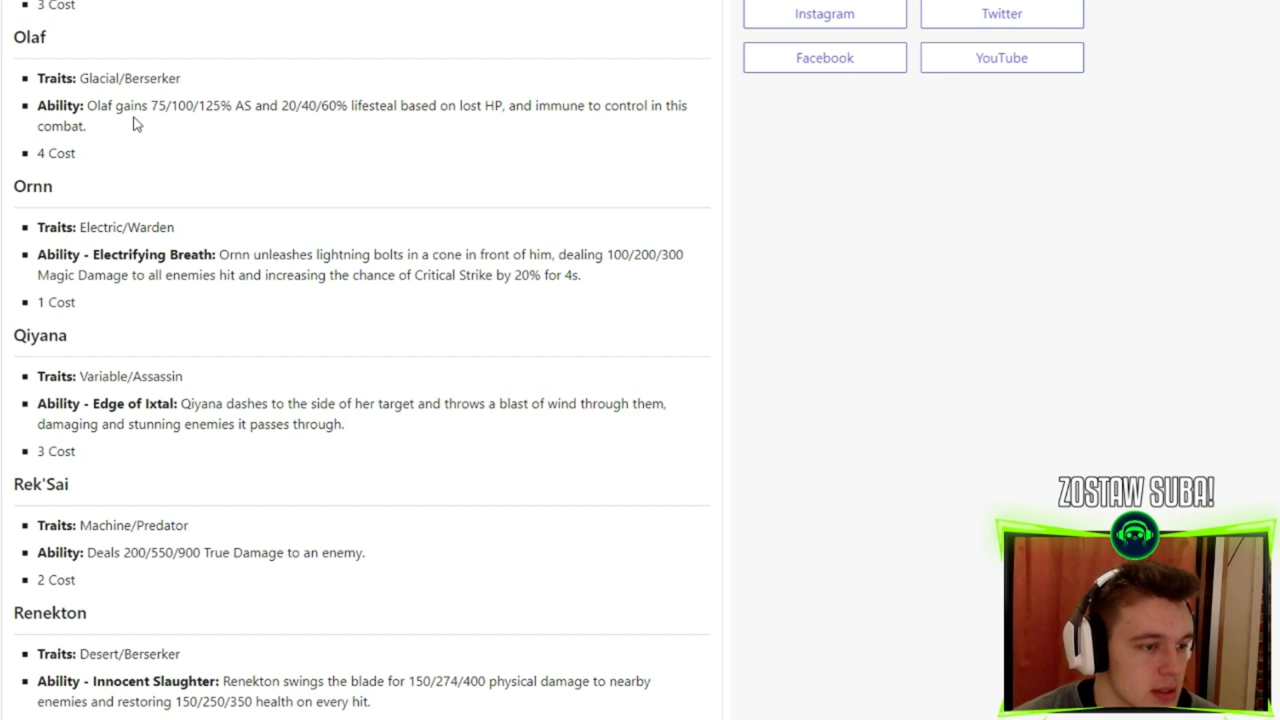 3 Cost
Instagram
Twitter
Facebook
YouTube
Olaf
Traits: Glacial/Berserker
Ability: Olaf gains 75/100/125% AS and 20/40/60% lifesteal based on lost HP, and immune to control in this
combat.
4 Cost
Ornn
Traits: Electric/Warden
Ability - Electrifying Breath: Ornn unleashes lightning bolts in a cone in front of him, dealing 100/200/300
Magic Damage to all enemies hit and increasing the chance of Critical Strike by 20% for 4s.
1 Cost
Qiyana
Traits: Variable/Assassin
Ability - Edge of Ixtal: Qiyana dashes to the side of her target and throws a blast of wind through them,
damaging and stunning enemies it passes through.
3 Cost
Rek'Sai
Traits: Machine/Predator
Ability: Deals 200/550/900 True Damage to an enemy.
2 Cost
Renekton
Traits: Desert/Berserker
Ability - Innocent Slaughter: Renekton swings the blade for 150/274/400 physical damage to nearby
enemies and restoring 150/250/350 health on every hit.
ZOSTAW SUBA!